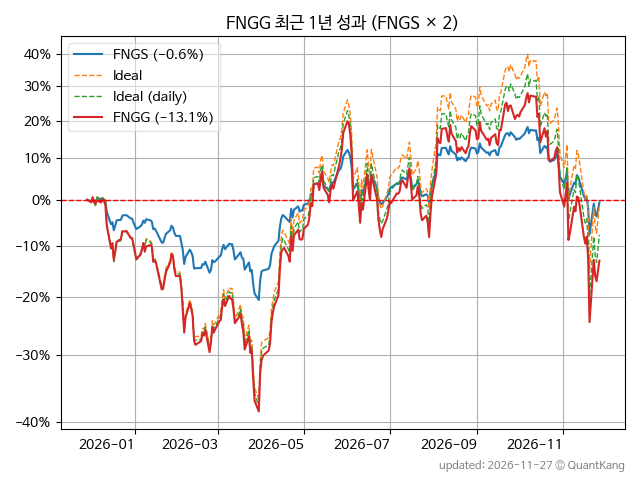 FNGG 최근 1년 성과 (FNGS × 2)
FNGS (−0.6%)
Ideal
Ideal (daily)
FNGG (−13.1%)
40%
30%
20%
10%
0%
−10%
−20%
−30%
−40%
2026−01 2026−03 2026−05 2026−07 2026−09 2026−11
updated: 2026−11−27 © QuantKang